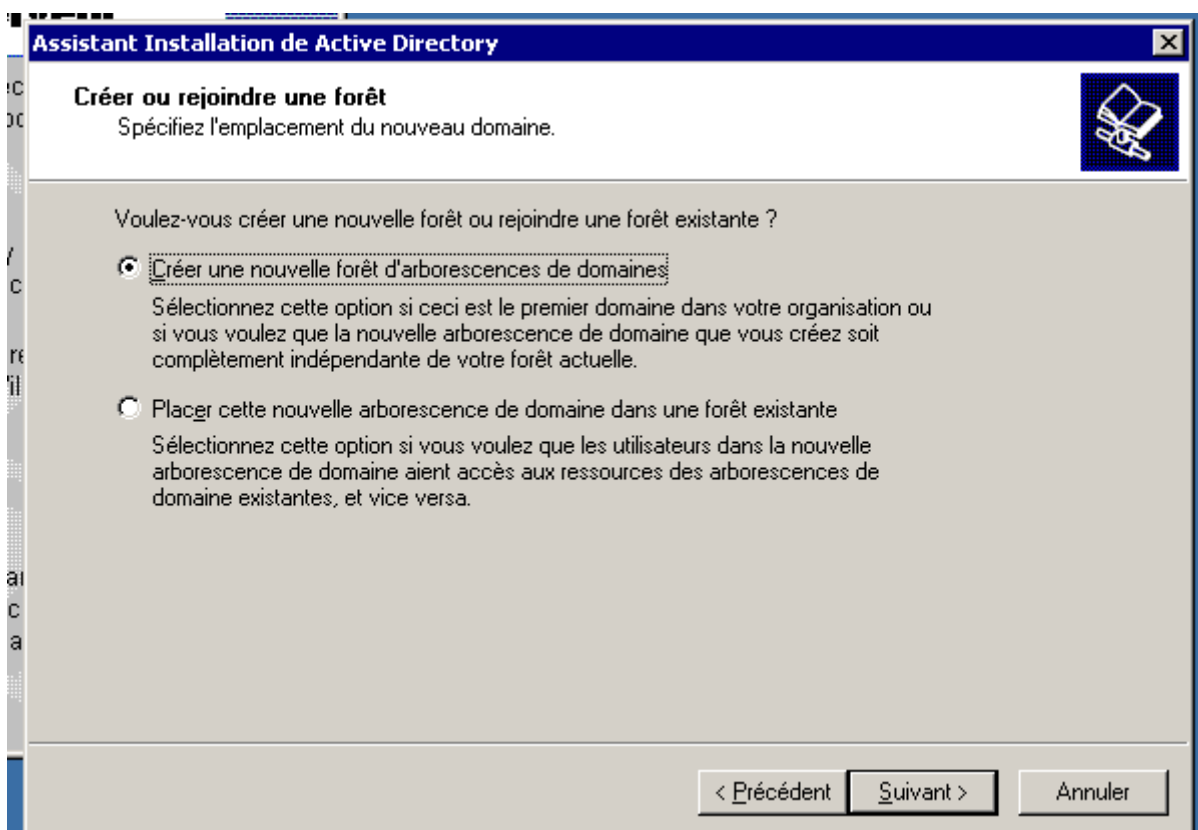 Assistant Installation de Active Directory
Créer ou rejoindre une forêt
Spécifiez l'emplacement du nouveau domaine.
Voulez-vous créer une nouvelle forêt ou rejoindre une forêt existante ?
Créer une nouvelle forêt d'arborescences de domaines
Sélectionnez cette option si ceci est le premier domaine dans votre organisation ou
si vous voulez que la nouvelle arborescence de domaine que vous créez soit
complètement indépendante de votre forêt actuelle.
Placer cette nouvelle arborescence de domaine dans une forêt existante
Sélectionnez cette option si vous voulez que les utilisateurs dans la nouvelle
arborescence de domaine aient accès aux ressources des arborescences de
domaine existantes, et vice versa.
< Précédent
Suivant >
Annuler